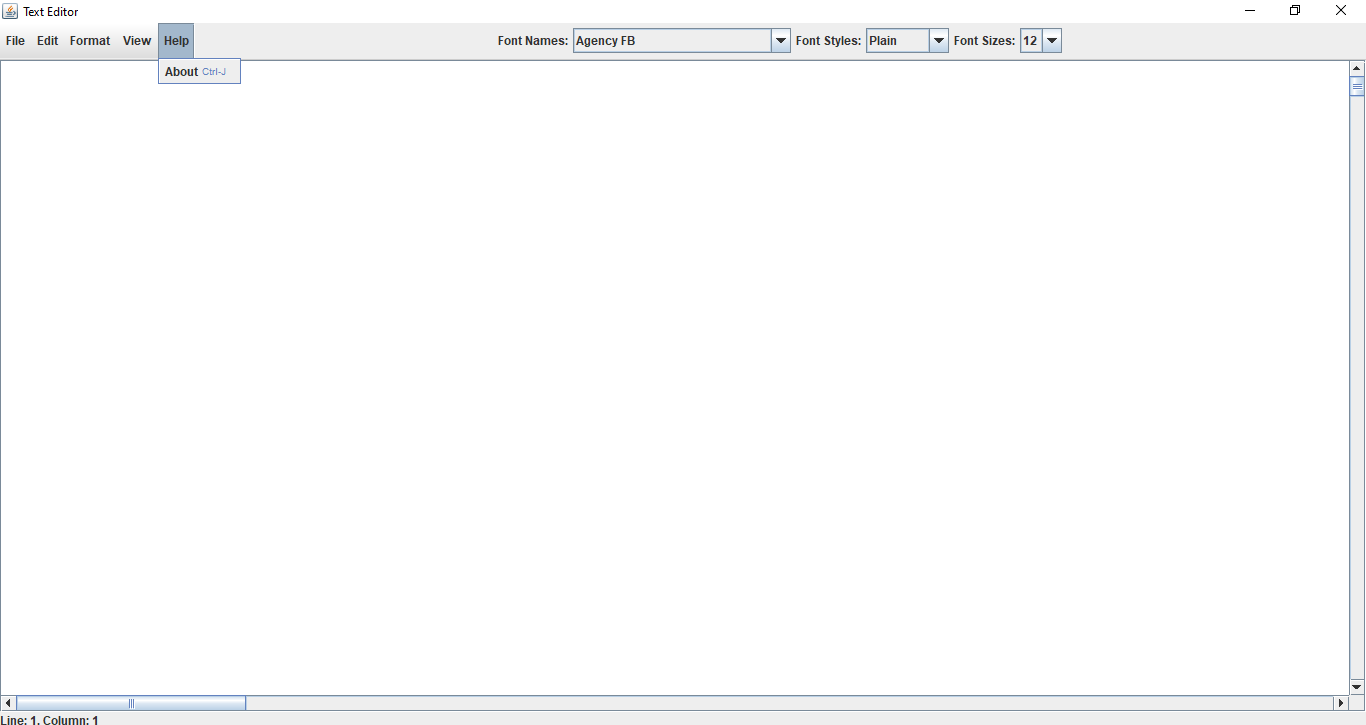 Text Editor
File Edit Format View Help Font Names: Agency FB Font Styles: Plain Font Sizes: 12
About Ctrl-J
Line: 1, Column: 1